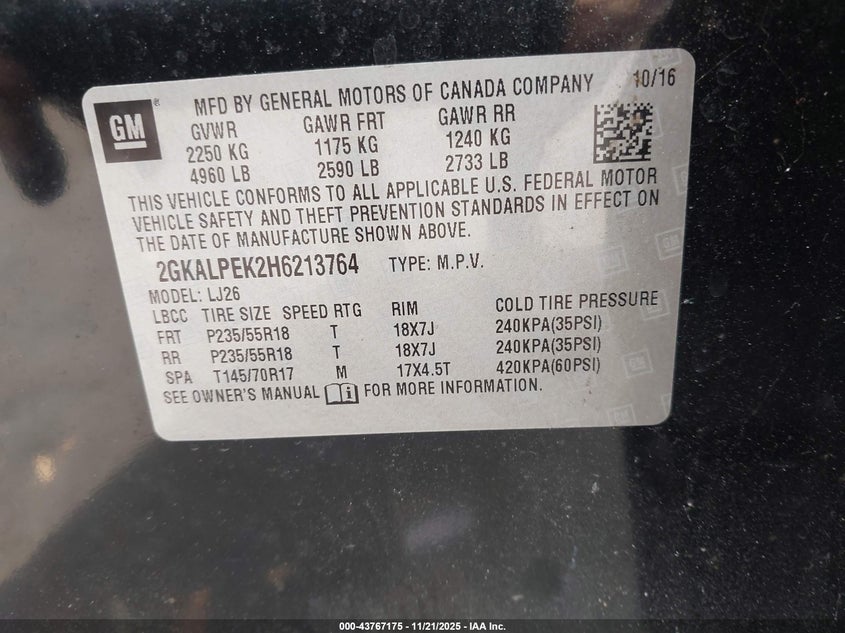 GM
MFD BY GENERAL MOTORS OF CANADA COMPANY 10/16
GVWR GAWR FRT GAWR RR
2250 KG 1175 KG 1240 KG
4960 LB 2590 LB 2733 LB
THIS VEHICLE CONFORMS TO ALL APPLICABLE U.S. FEDERAL MOTOR
VEHICLE SAFETY AND THEFT PREVENTION STANDARDS IN EFFECT ON
THE DATE OF MANUFACTURE SHOWN ABOVE.
2GKALPEK2H6213764 TYPE: M.P.V.
MODEL: LJ26
LBCC TIRE SIZE SPEED RTG RIM COLD TIRE PRESSURE
FRT P235/55R18 T 18X7J 240KPA(35PSI)
RR P235/55R18 T 18X7J 240KPA(35PSI)
SPA T145/70R17 M 17X4.5T 420KPA(60PSI)
SEE OWNER'S MANUAL FOR MORE INFORMATION.
000-43767175 - 11/21/2025 - IAA Inc.